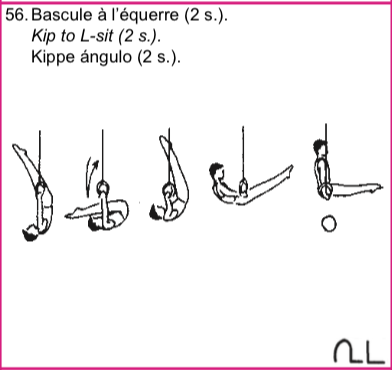 56. Bascule à l'équerre (2 s.).
Kip to L-sit (2 s.).
Kippe ángulo (2 s.).